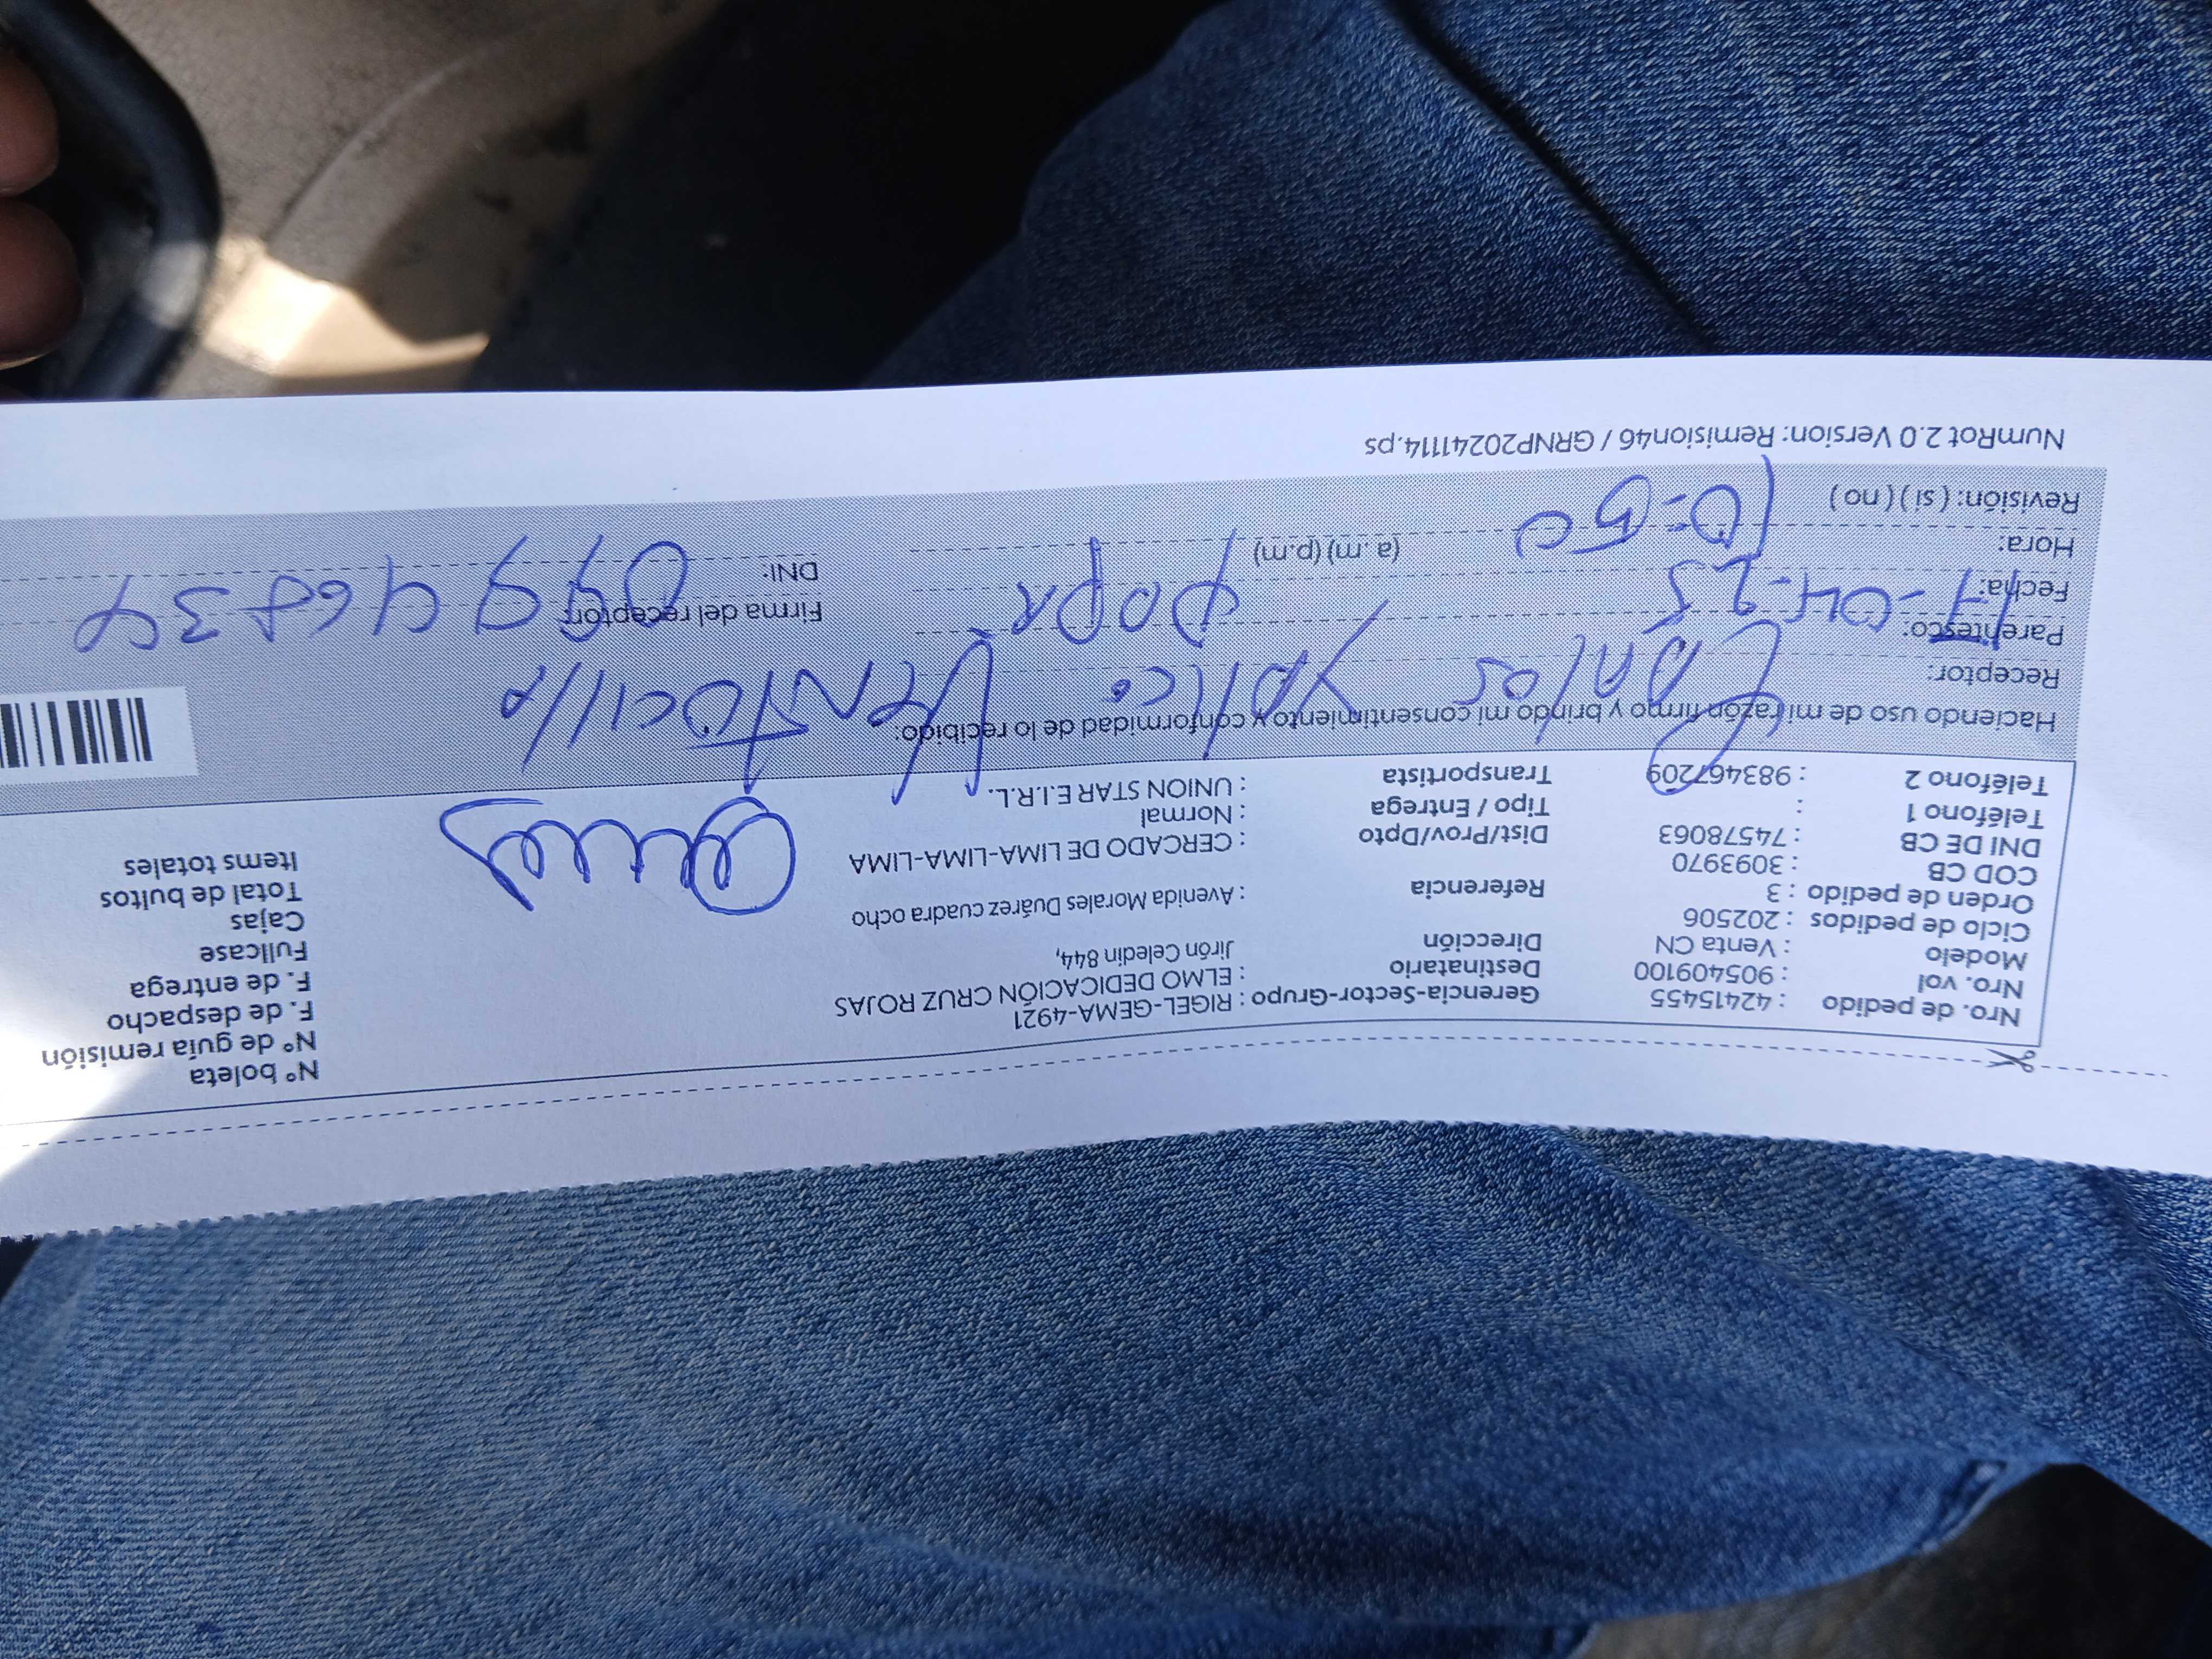 Nro. de pedido : 42415455 Gerencia-Sector-Grupo : RIGEL-GEMA-4921 N° boleta
Nro. vol : 905409100 Destinatario : ELMO DEDICACIÓN CRUZ ROJAS N° de guía remisión
Modelo : Venta CN Dirección Jirón Celedin 844, F. de despacho
Ciclo de pedidos : 202506 F. de entrega
Orden de pedido : 3 Referencia : Avenida Morales Duárez cuadra ocho Fullcase
COD CB : 3093970 Cajas
DNI DE CB : 74578063 Dist/Prov/Dpto : CERCADO DE LIMA-LIMA-LIMA Total de bultos
Teléfono 1 : Tipo / Entrega : Normal Items totales
Teléfono 2 : 983467209 Transportista : UNION STAR E.I.R.L.
Haciendo uso de mi razón firmo y brindo mi consentimiento y conformidad de lo recibido:
Receptor: Carlos
Parentesco: papá Firma del receptor:
Fecha: 17-04-25 DNI:
Hora: 10:50 (a. m) (p.m)
Revisión: ( si ) ( no )
NumRot 2.0 Version: Remision46 / GRNP20241114.ps